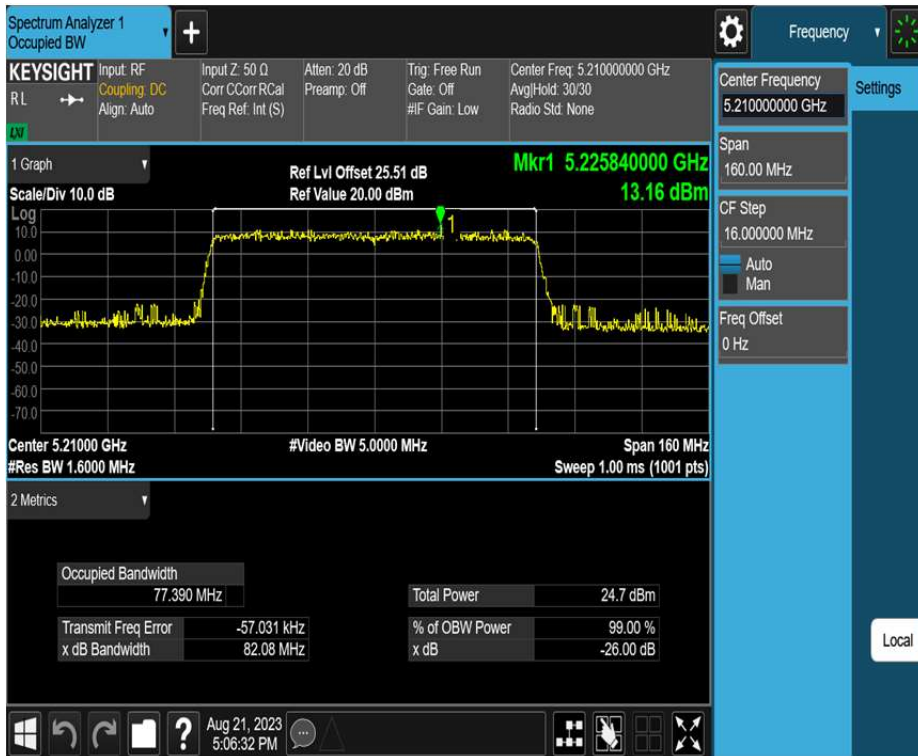 Spectrum Analyzer 1
Occupied BW
+
Frequency
KEYSIGHT
R L
LXI
Input: RF
Coupling: DC
Align: Auto
Input Z: 50 Ω
Corr CCorr RCal
Freq Ref: Int (S)
Atten: 20 dB
Preamp: Off
Trig: Free Run
Gate: Off
#IF Gain: Low
Center Freq: 5.210000000 GHz
Avg|Hold: 30/30
Radio Std: None
Center Frequency
5.210000000 GHz
Settings
Span
160.00 MHz
CF Step
16.000000 MHz
Auto
Man
Freq Offset
0 Hz
1 Graph
Scale/Div 10.0 dB
Ref Lvl Offset 25.51 dB
Ref Value 20.00 dBm
Mkr1 5.225840000 GHz
13.16 dBm
Log
10.0
0.00
-10.0
-20.0
-30.0
-40.0
-50.0
-60.0
-70.0
1
Center 5.21000 GHz
#Video BW 5.0000 MHz
Span 160 MHz
#Res BW 1.6000 MHz
Sweep 1.00 ms (1001 pts)
2 Metrics
Occupied Bandwidth
77.390 MHz
Total Power 24.7 dBm
Transmit Freq Error -57.031 kHz
% of OBW Power 99.00 %
x dB Bandwidth 82.08 MHz
x dB -26.00 dB
Local
?
Aug 21, 2023
5:06:32 PM